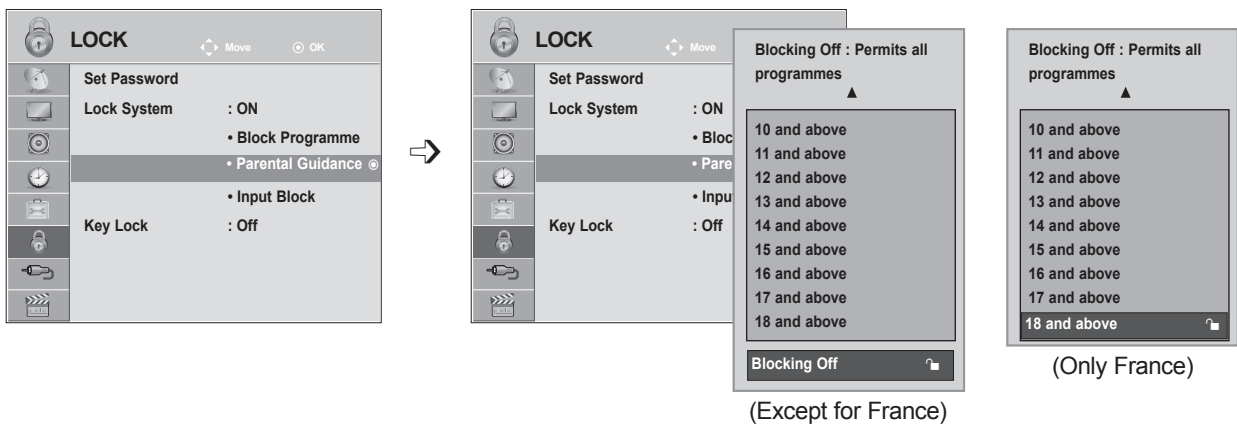 LOCK
Move
OK
Set Password
Lock System : ON
• Block Programme
• Parental Guidance
• Input Block
Key Lock : Off
LOCK
Move
Set Password
Lock System : ON
• Bloc
• Pare
• Inpu
Key Lock : Off
Blocking Off : Permits all
programmes
10 and above
11 and above
12 and above
13 and above
14 and above
15 and above
16 and above
17 and above
18 and above
Blocking Off
(Except for France)
Blocking Off : Permits all
programmes
10 and above
11 and above
12 and above
13 and above
14 and above
15 and above
16 and above
17 and above
18 and above
(Only France)